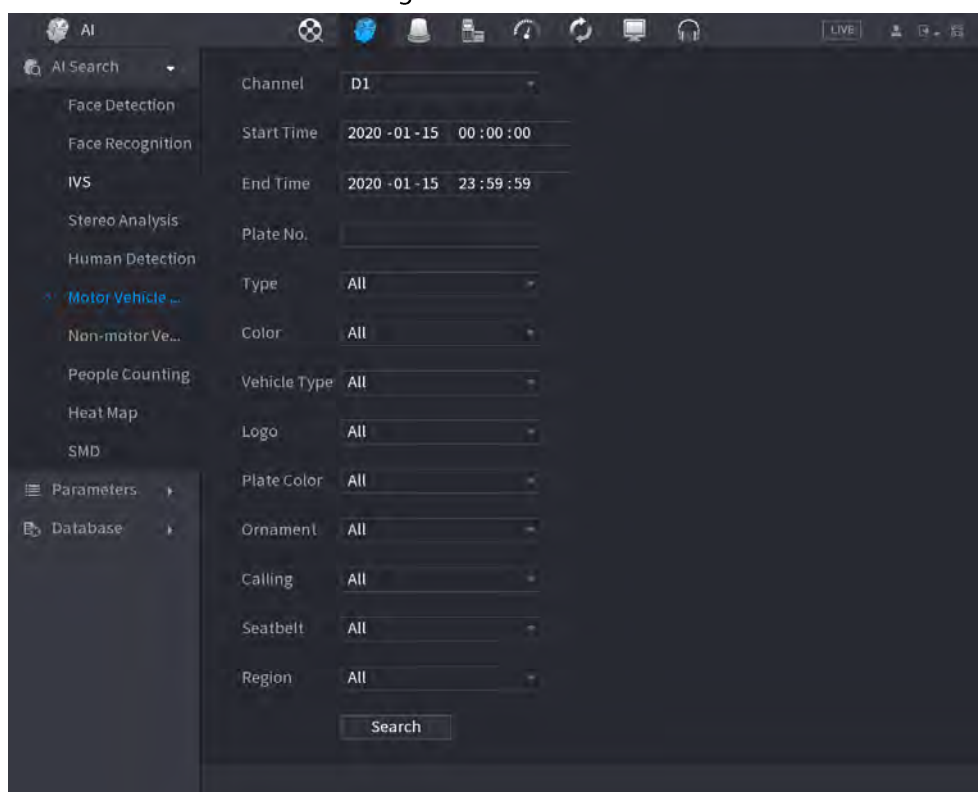 AI
LIVE
AI Search
Face Detection
Face Recognition
IVS
Stereo Analysis
Human Detection
Motor Vehicle ...
Non-motor Ve...
People Counting
Heat Map
SMD
Parameters
Database
Channel D1
Start Time 2020 -01 -15 00 :00 :00
End Time 2020 -01 -15 23 :59 :59
Plate No.
Type All
Color All
Vehicle Type All
Logo All
Plate Color All
Ornament All
Calling All
Seatbelt All
Region All
Search